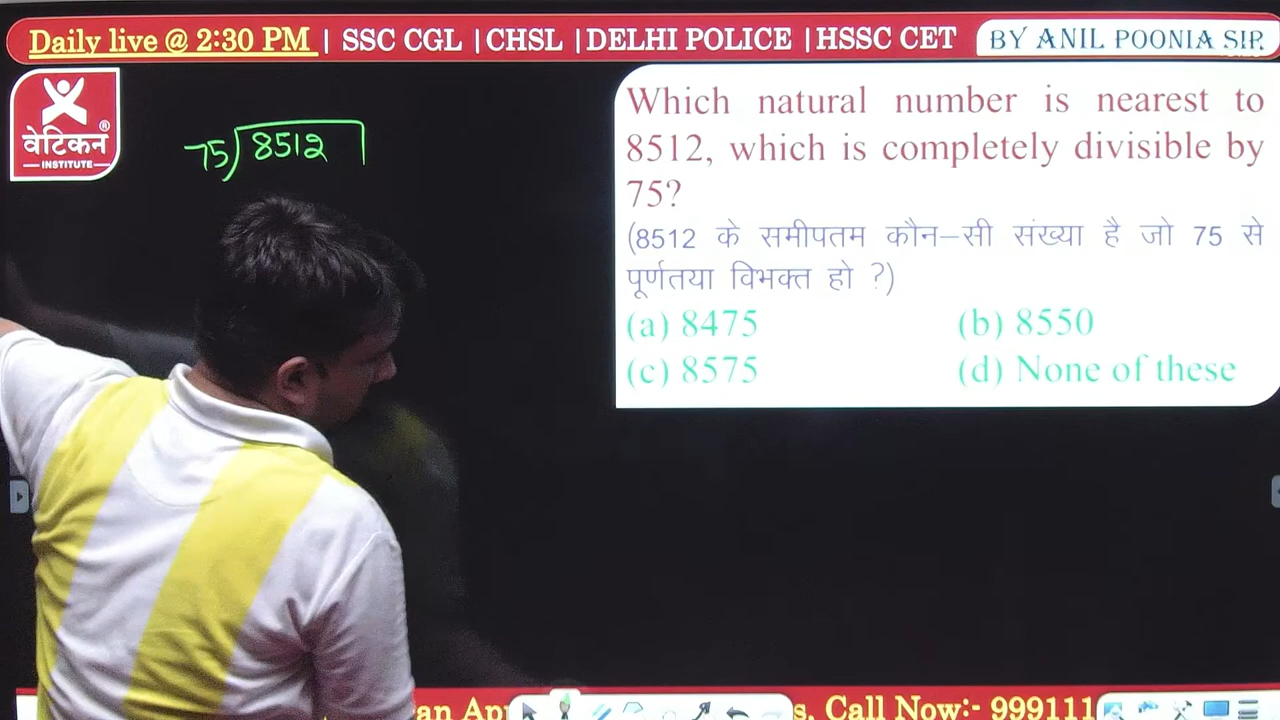 Daily live @ 2:30 PM | SSC CGL |CHSL |DELHI POLICE |HSSC CET
BY ANIL POONIA SIR
वेटिकन ®
INSTITUTE
75) 8512
Which natural number is nearest to
8512, which is completely divisible by
75?
(8512 के समीपतम कौन–सी संख्या है जो 75 से
पूर्णतया विभक्त हो ?)
(a) 8475 (b) 8550
(c) 8575 (d) None of these
Call Now:- 999111